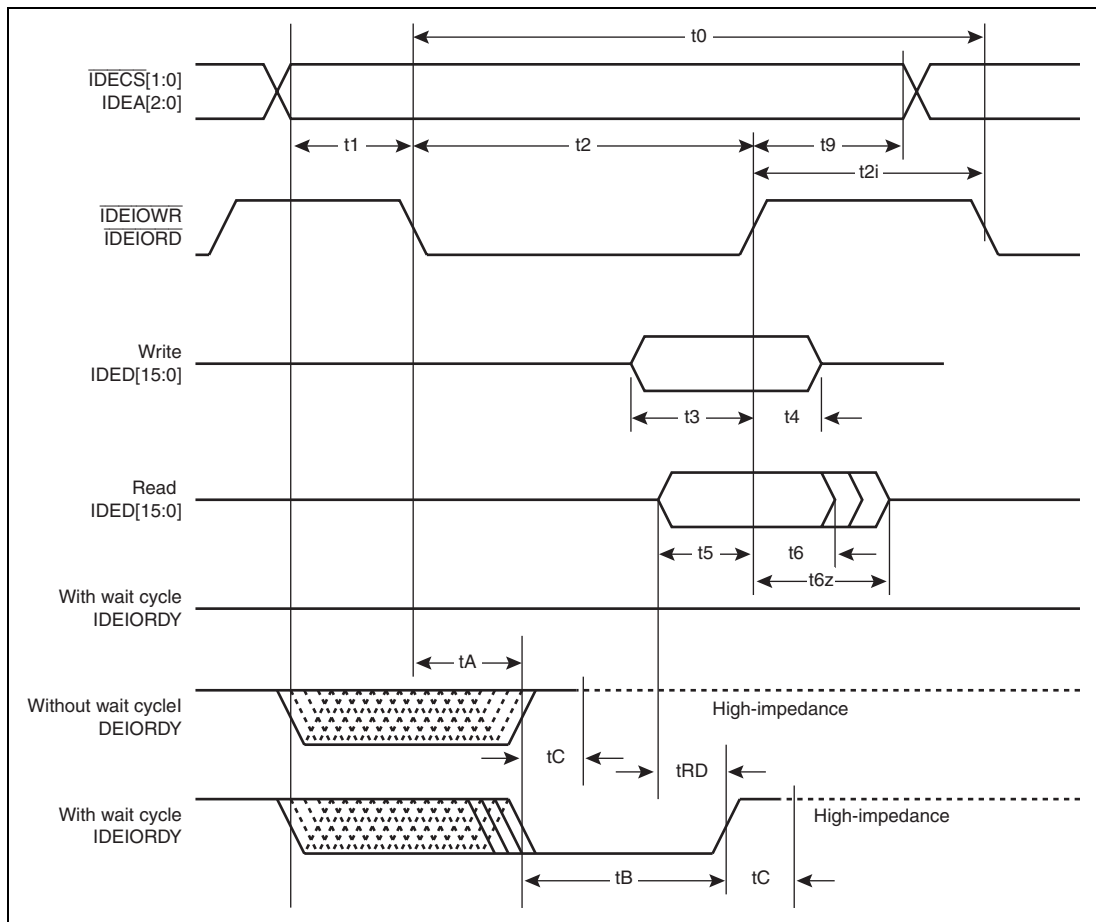 t0
IDECS[1:0]
IDEA[2:0]
t1
t2
t9
t2i
IDEIOWR
IDEIORD
Write
IDED[15:0]
t3
t4
Read
IDED[15:0]
t5
t6
t6z
With wait cycle
IDEIORDY
tA
Without wait cycleI
DEIORDY
High-impedance
tC
tRD
With wait cycle
IDEIORDY
High-impedance
tB
tC